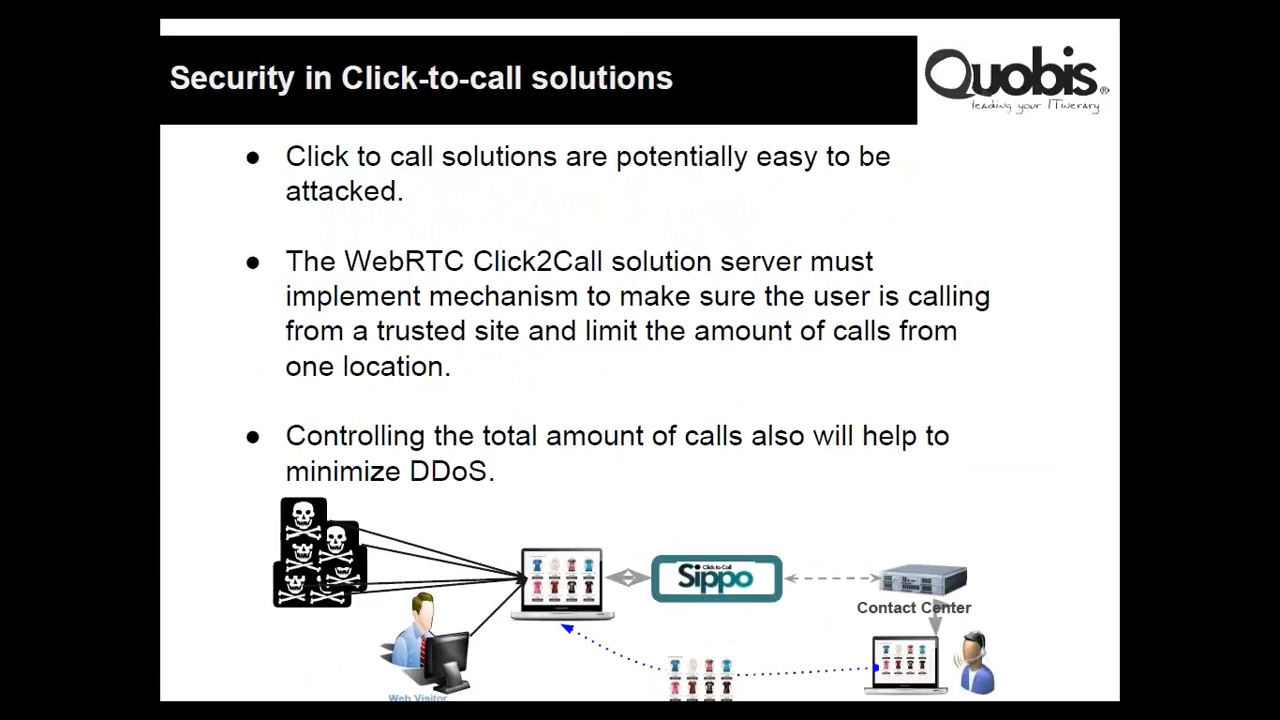 Security in Click-to-call solutions
Quobis®
leading your ITinerary
● Click to call solutions are potentially easy to be
attacked.
● The WebRTC Click2Call solution server must
implement mechanism to make sure the user is calling
from a trusted site and limit the amount of calls from
one location.
● Controlling the total amount of calls also will help to
minimize DDoS.
Click to Call
Sippo
Contact Center
Web Visitor